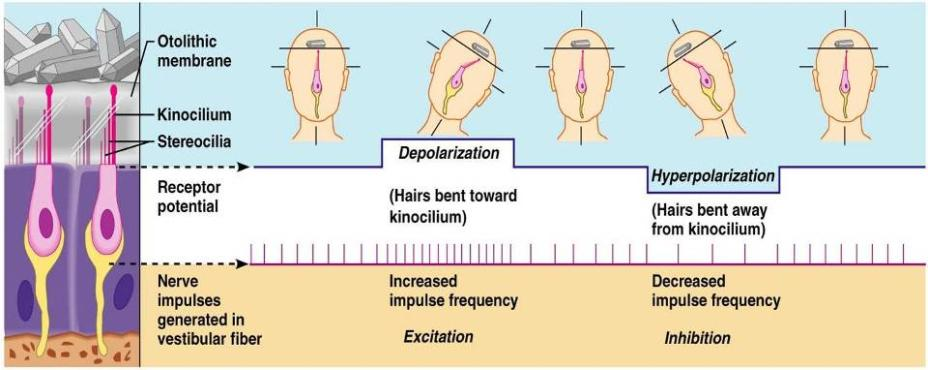 Otolithic
membrane
Kinocilium
Stereocilia
Receptor
potential
Nerve
impulses
generated in
vestibular fiber
Depolarization
(Hairs bent toward
kinocilium)
Increased
impulse frequency
Excitation
Hyperpolarization
(Hairs bent away
from kinocilium)
Decreased
impulse frequency
Inhibition